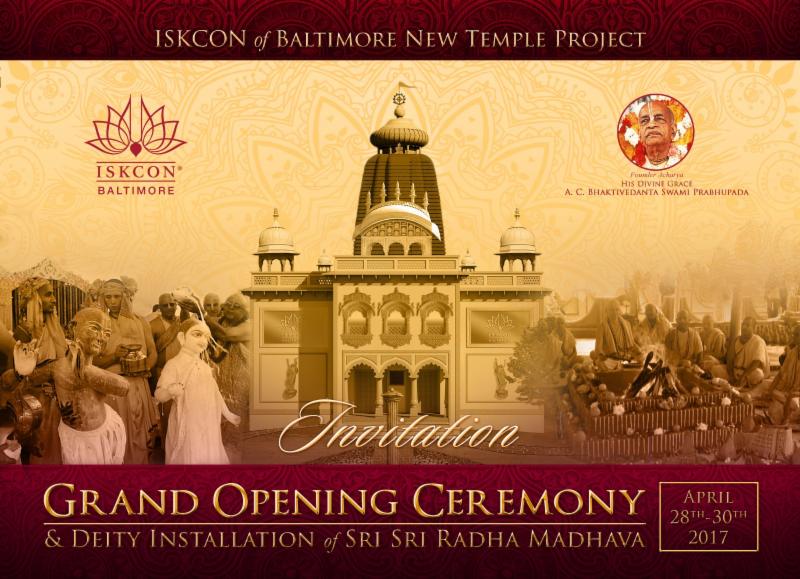 ISKCON of Baltimore New Temple Project
ISKCON®
BALTIMORE
Founder Acharya
His Divine Grace
A. C. Bhaktivedanta Swami Prabhupada
Invitation
Grand Opening Ceremony
& Deity Installation of Sri Sri Radha Madhava
April
28th-30th
2017